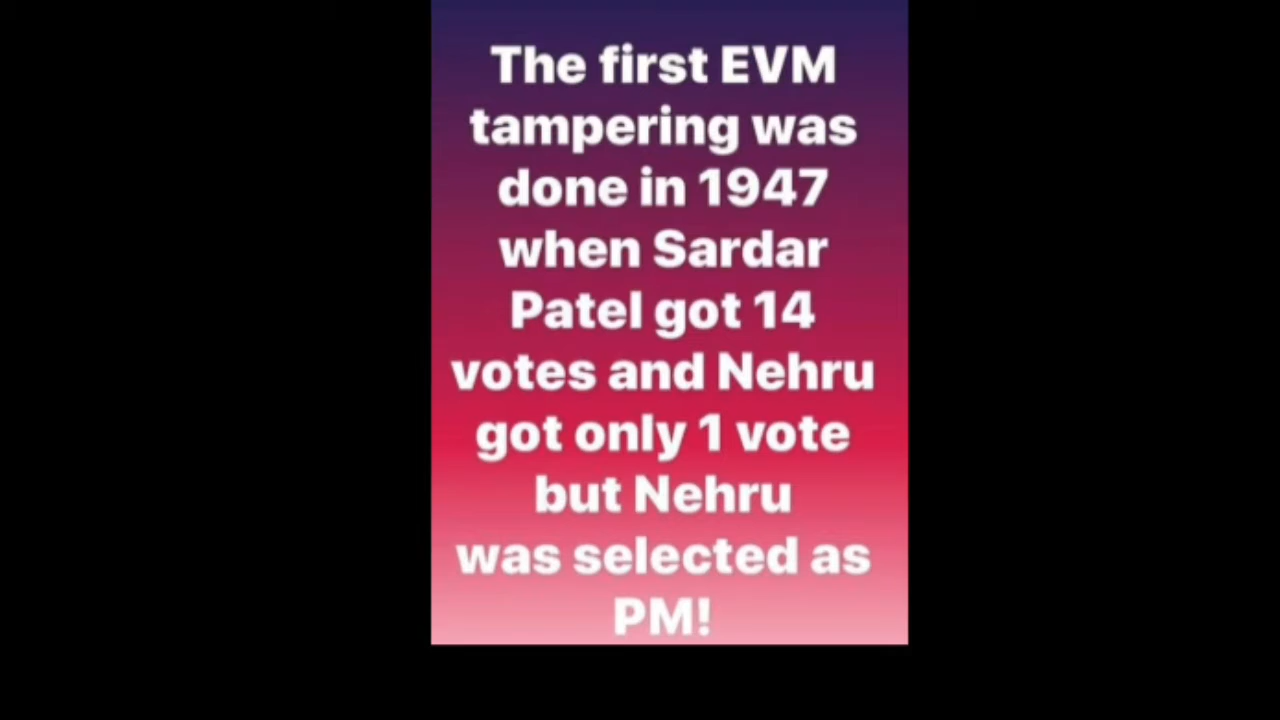 The first EVM
tampering was
done in 1947
when Sardar
Patel got 14
votes and Nehru
got only 1 vote
but Nehru
was selected as
PM!